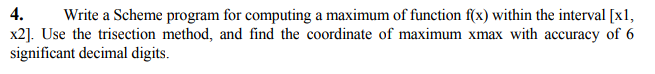 4. Write a Scheme program for computing a maximum of function f(x) within the interval [x1,
x2]. Use the trisection method, and find the coordinate of maximum xmax with accuracy of 6
significant decimal digits.